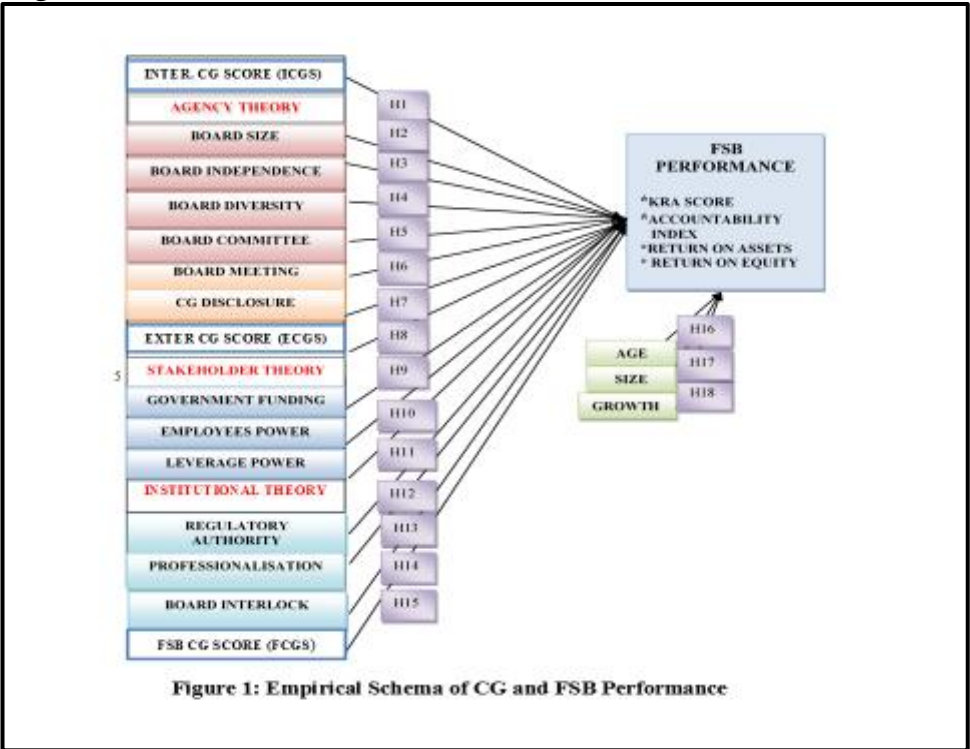 INTER. CG SCORE (ICGS)
AGENCY THEORY
BOARD SIZE
BOARD INDEPENDENCE
BOARD DIVERSITY
BOARD COMMITTEE
BOARD MEETING
CG DISCLOSURE
EXTER CG SCORE (ECGS)
5
STAKEHOLDER THEORY
GOVERNMENT FUNDING
EMPLOYEES POWER
LEVERAGE POWER
INSTITUTIONAL THEORY
REGULATORY
AUTHORITY
PROFESSIONALISATION
BOARD INTERLOCK
FSB CG SCORE (FCGS)
H1
H2
H3
H4
H5
H6
H7
H8
H9
H10
H11
H12
H13
H14
H15
FSB
PERFORMANCE
*KRA SCORE
*ACCOUNTABILITY
INDEX
*RETURN ON ASSETS
* RETURN ON EQUITY
AGE
SIZE
GROWTH
H16
H17
H18
Figure 1: Empirical Schema of CG and FSB Performance